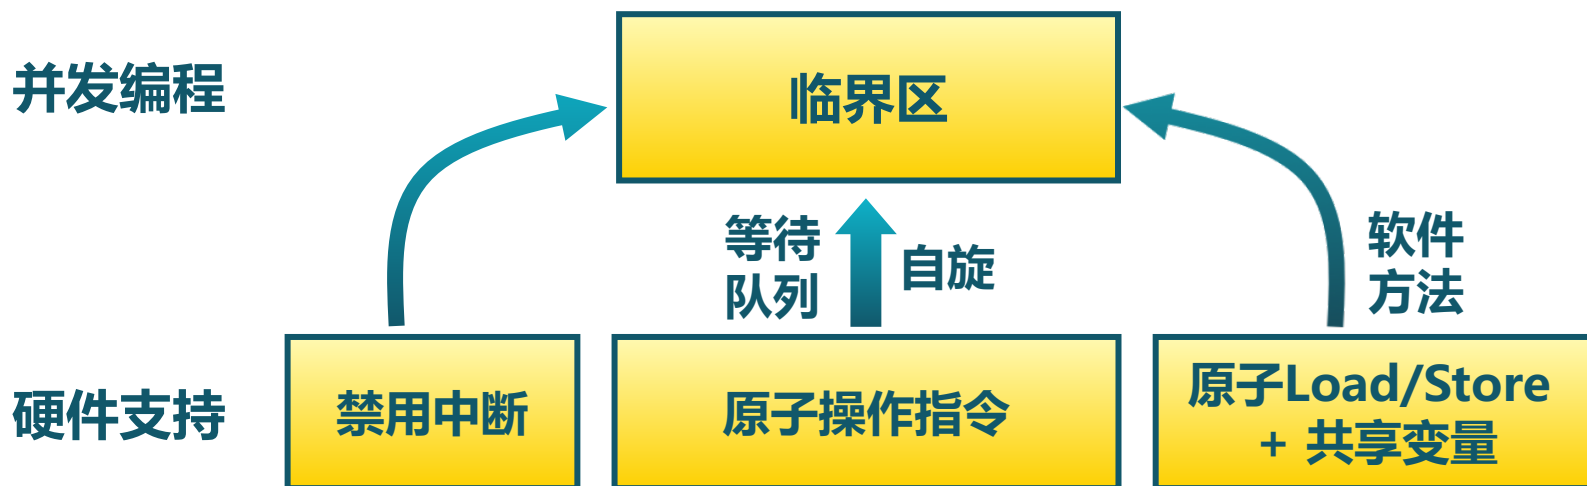 并发编程
临界区
等待
队列
自旋
软件
方法
硬件支持
禁用中断
原子操作指令
原子Load/Store
+ 共享变量